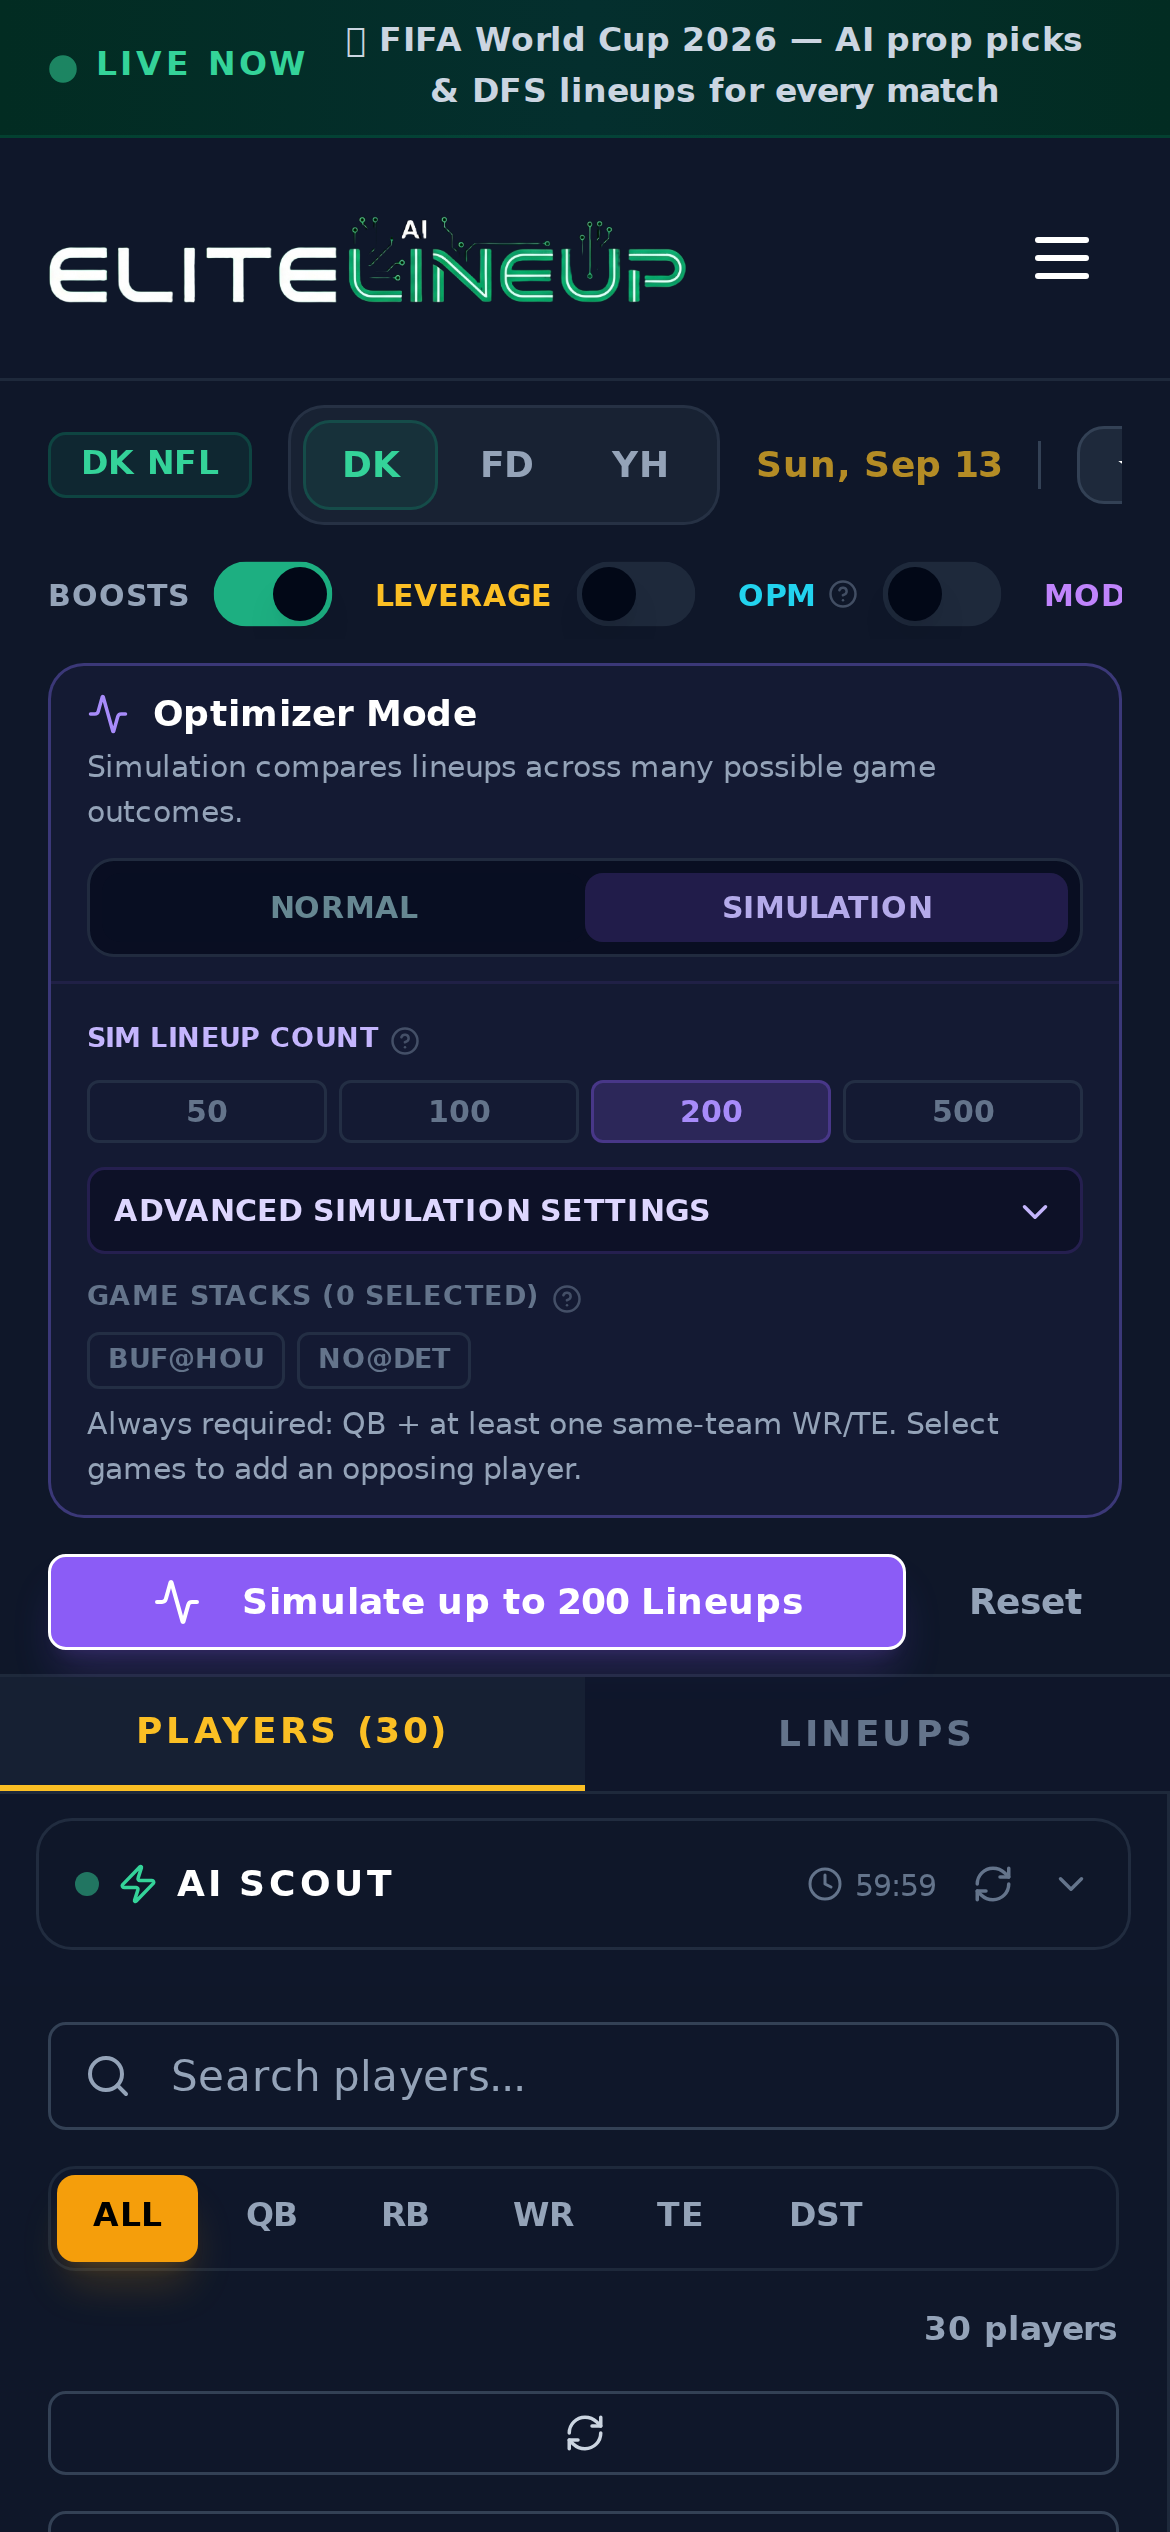 LIVE NOW
FIFA World Cup 2026 — AI prop picks
& DFS lineups for every match
ELITE AI LINEUP
DK NFL
DK
FD
YH
Sun, Sep 13
BOOSTS
LEVERAGE
OPM
MOD
Optimizer Mode
Simulation compares lineups across many possible game
outcomes.
NORMAL
SIMULATION
SIM LINEUP COUNT
50
100
200
500
ADVANCED SIMULATION SETTINGS
GAME STACKS (0 SELECTED)
BUF@HOU
NO@DET
Always required: QB + at least one same-team WR/TE. Select
games to add an opposing player.
Simulate up to 200 Lineups
Reset
PLAYERS (30)
LINEUPS
AI SCOUT
59:59
Search players...
ALL
QB
RB
WR
TE
DST
30 players